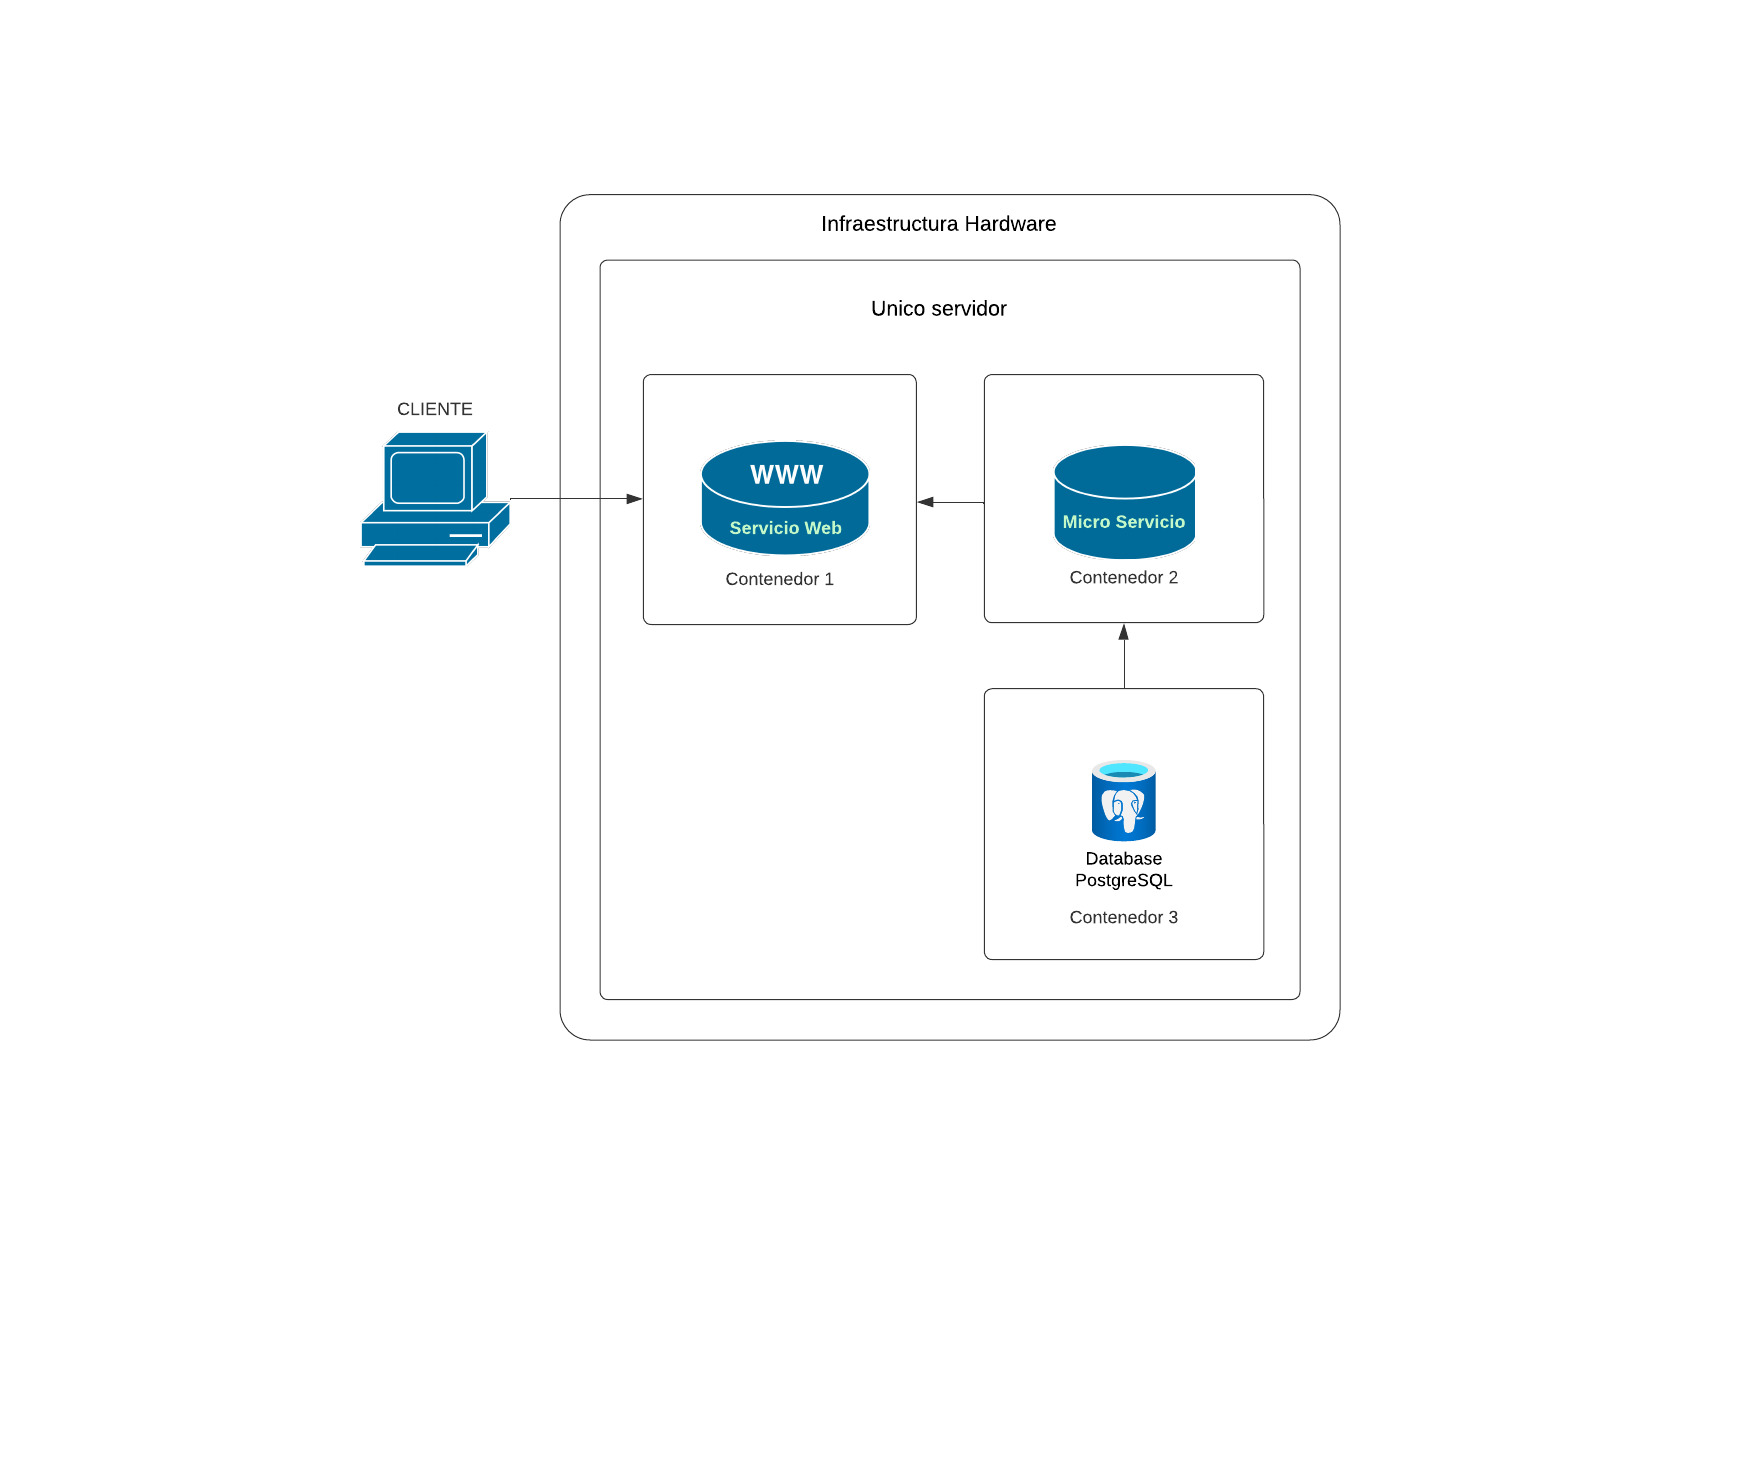 Infraestructura Hardware
Unico servidor
CLIENTE
WWW
Servicio Web
Contenedor 1
Micro Servicio
Contenedor 2
Database
PostgreSQL
Contenedor 3